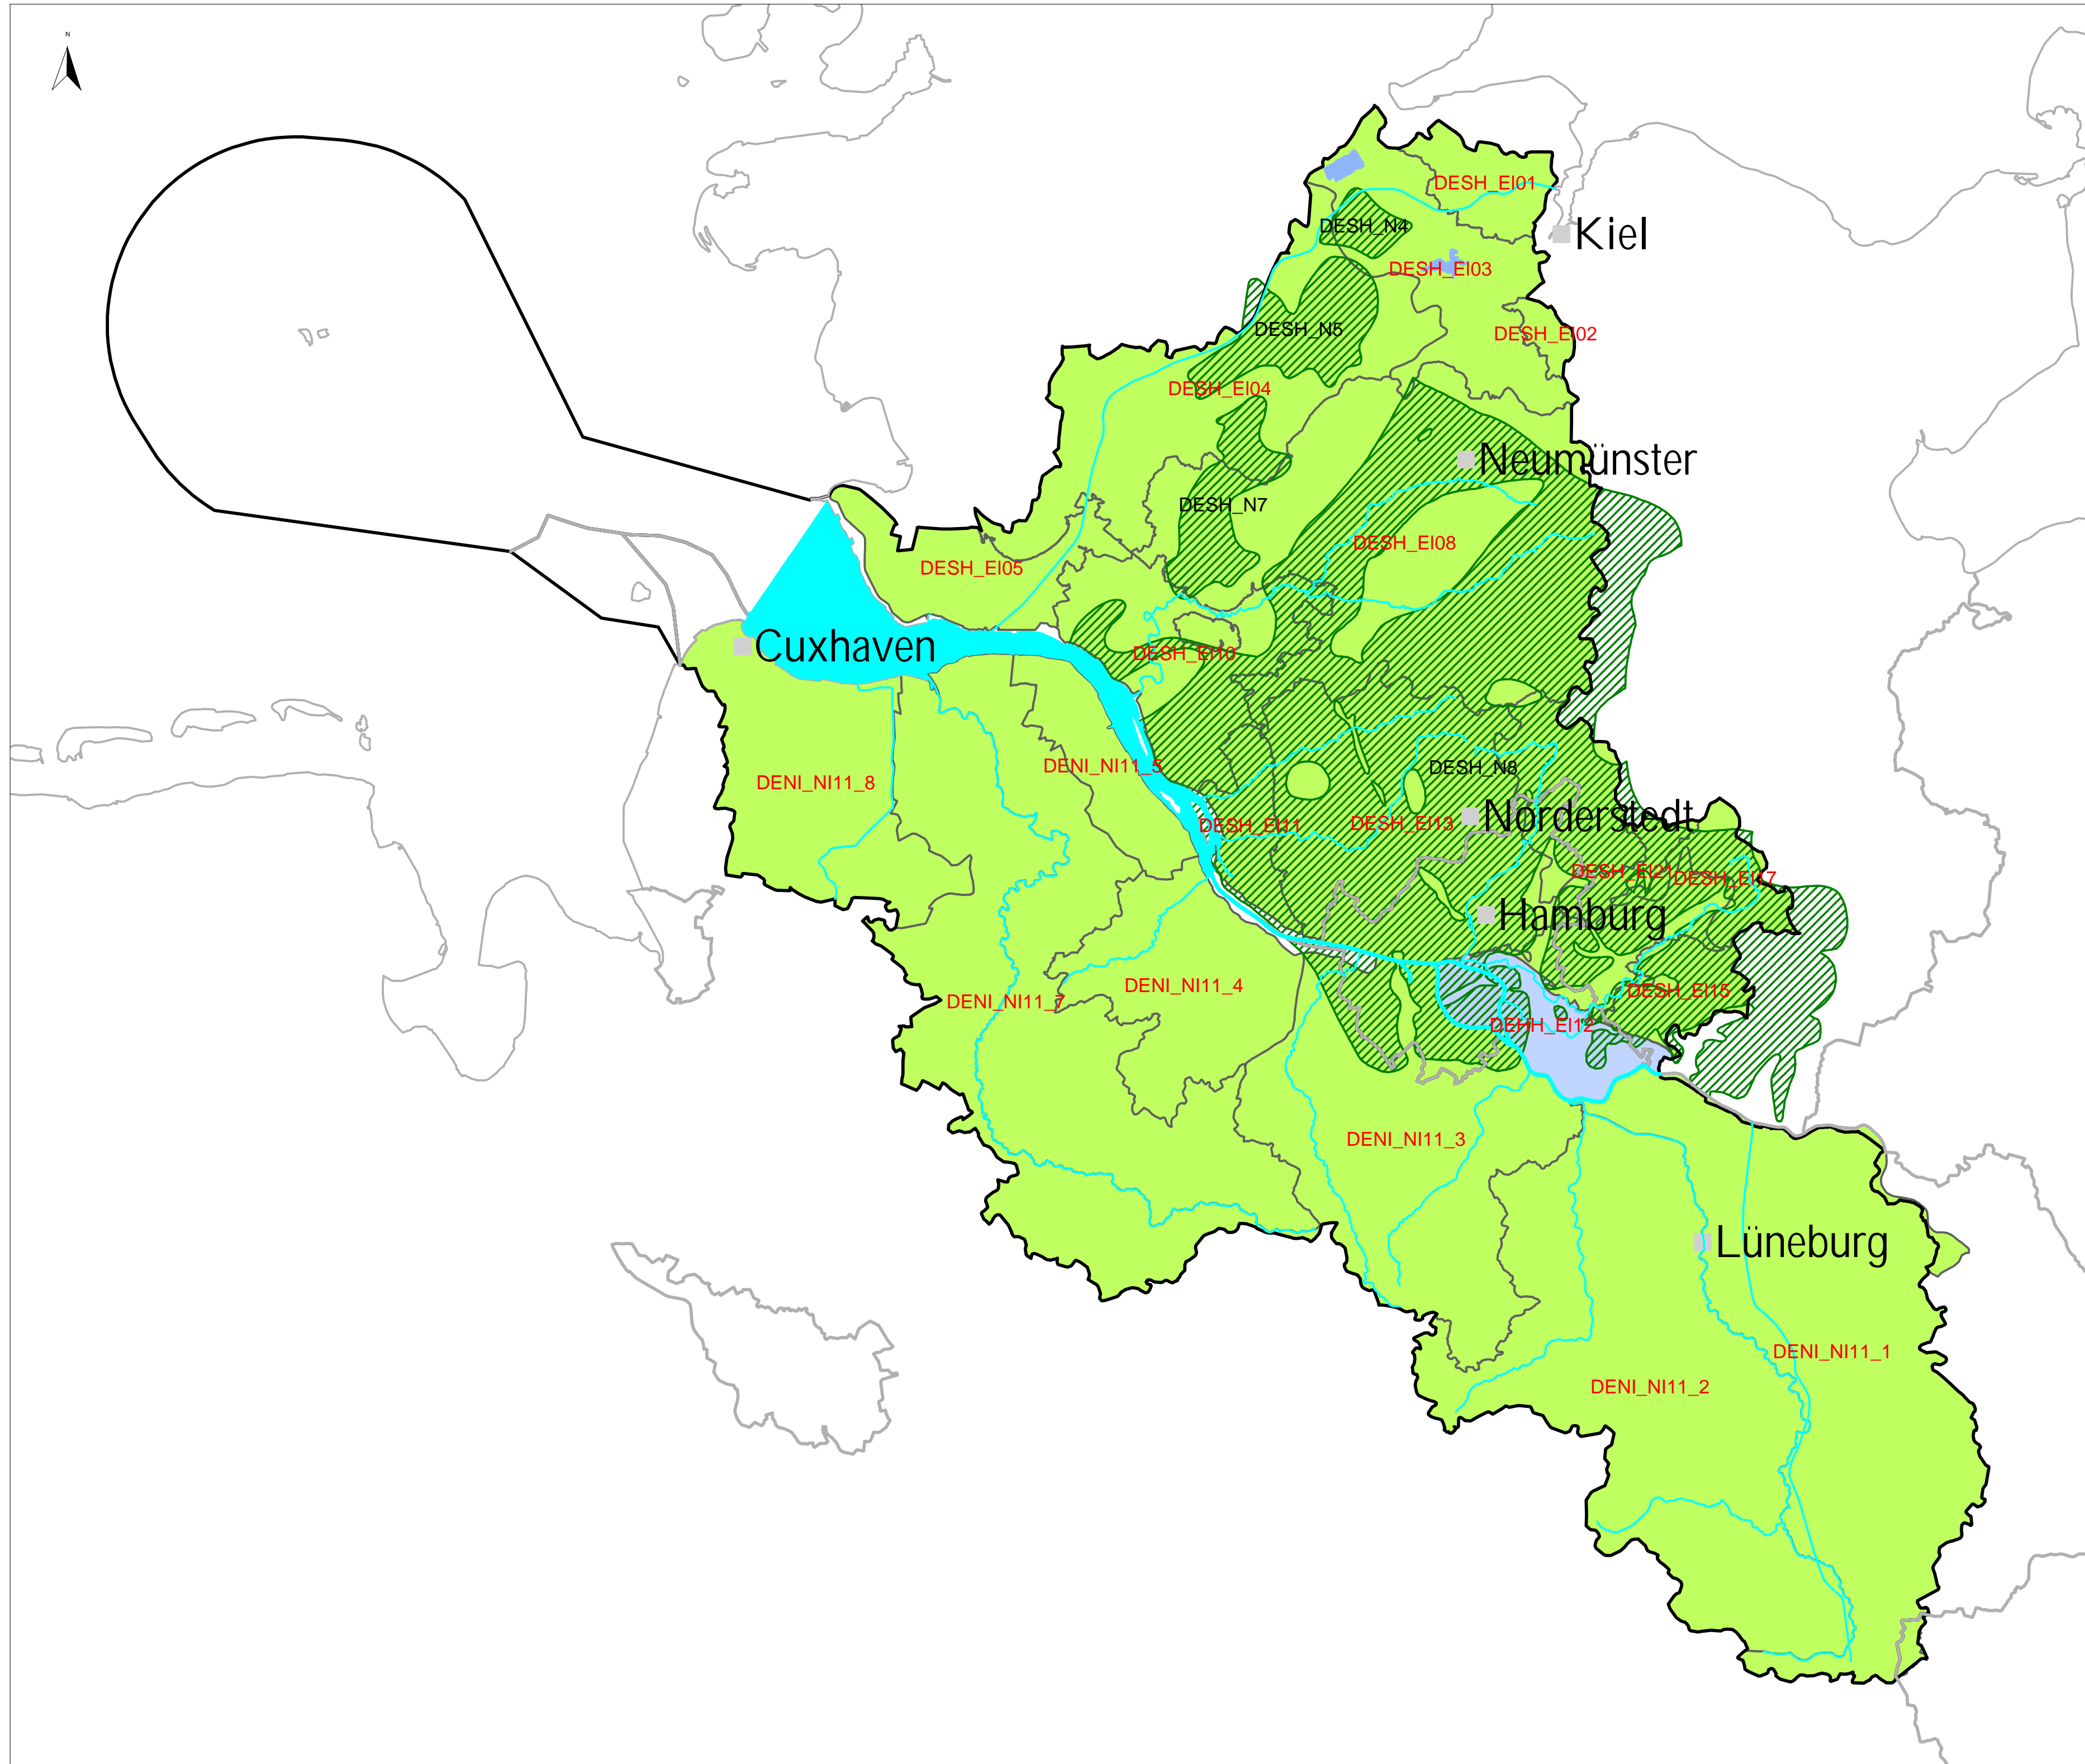 N
DESH_EI01
DESH_N4
Kiel
DESH_EI03
DESH_N5
DESH_EI02
DESH_EI04
Neumünster
DESH_N7
DESH_EI08
DESH_EI05
Cuxhaven
DESH_EI10
DENI_NI11_5
DESH_N8
DENI_NI11_8
Norderstedt
DESH_EI11
DESH_EI13
DESH_EI21
DESH_EI17
Hamburg
DENI_NI11_4
DESH_EI15
DENI_NI11_7
DEHH_EI12
DENI_NI11_3
Lüneburg
DENI_NI11_1
DENI_NI11_2